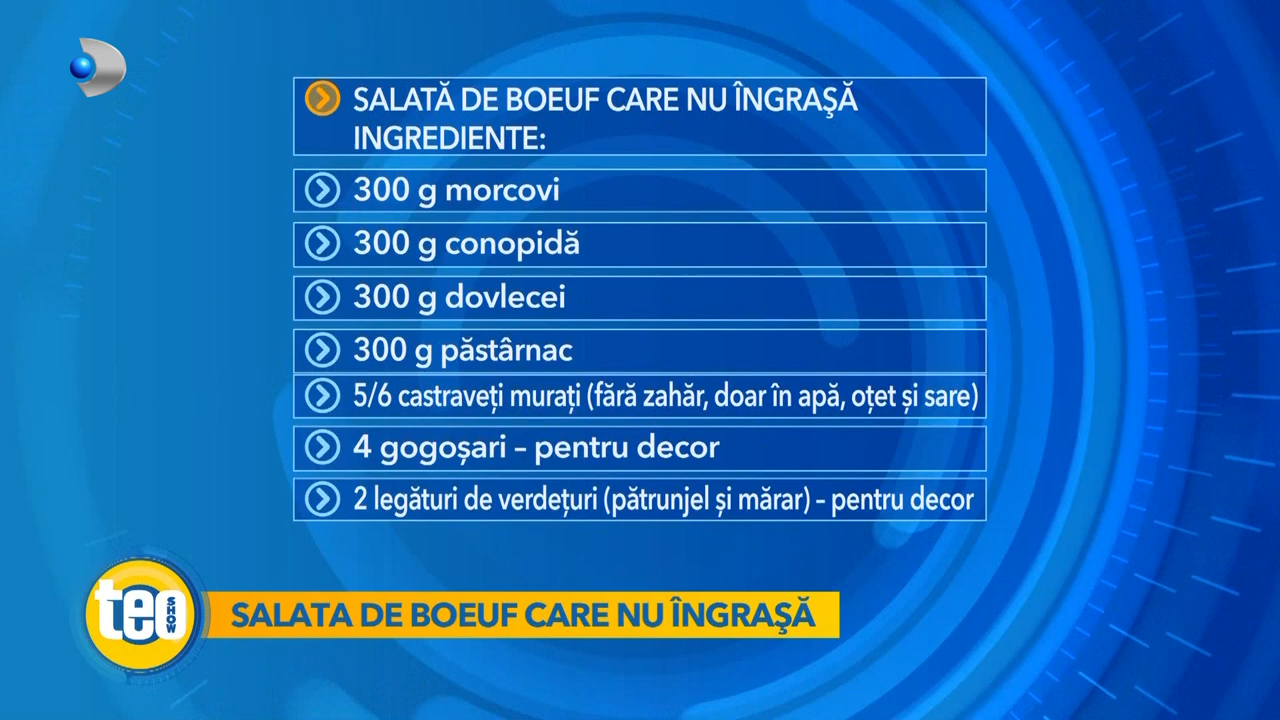 SALATĂ DE BOEUF CARE NU ÎNGRAŞĂ
INGREDIENTE:
300 g morcovi
300 g conopidă
300 g dovlecei
300 g păstârnac
5/6 castraveți murați (fără zahăr, doar în apă, oțet și sare)
4 gogoșari – pentru decor
2 legături de verdețuri (pătrunjel și mărar) – pentru decor
teo SHOW
SALATA DE BOEUF CARE NU ÎNGRAŞĂ